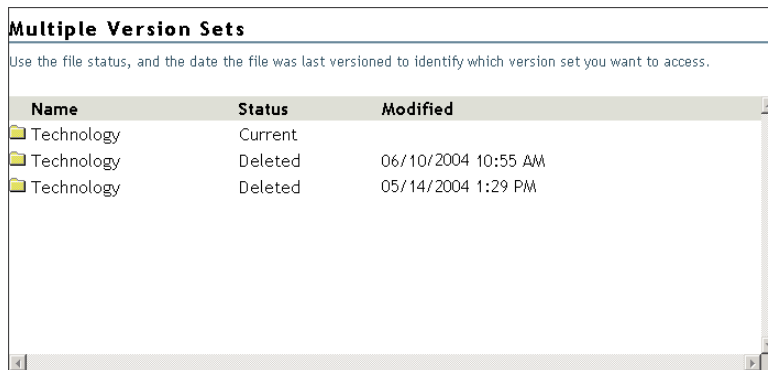 Multiple Version Sets
Use the file status, and the date the file was last versioned to identify which version set you want to access.
Name Status Modified
Technology Current
Technology Deleted 06/10/2004 10:55 AM
Technology Deleted 05/14/2004 1:29 PM